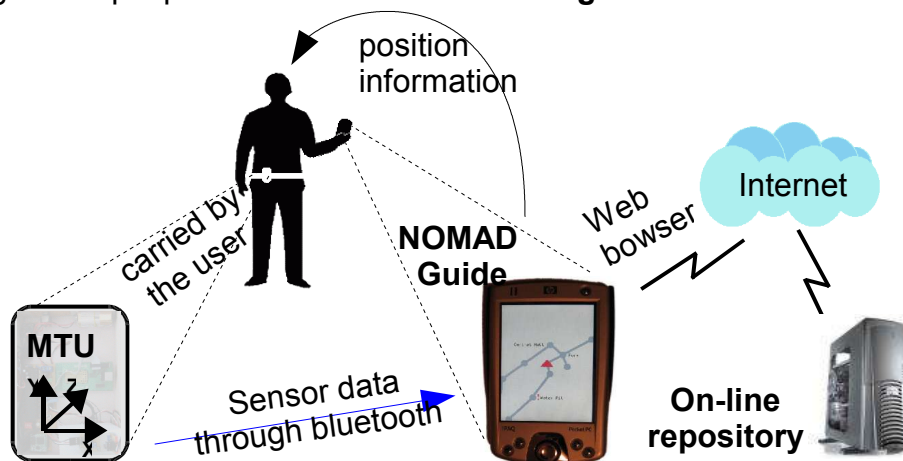 position
information
Internet
Web
bowser
carried by
the user
NOMAD
Guide
MTU
Y Z
X
Sensor data
through bluetooth
On-line
repository